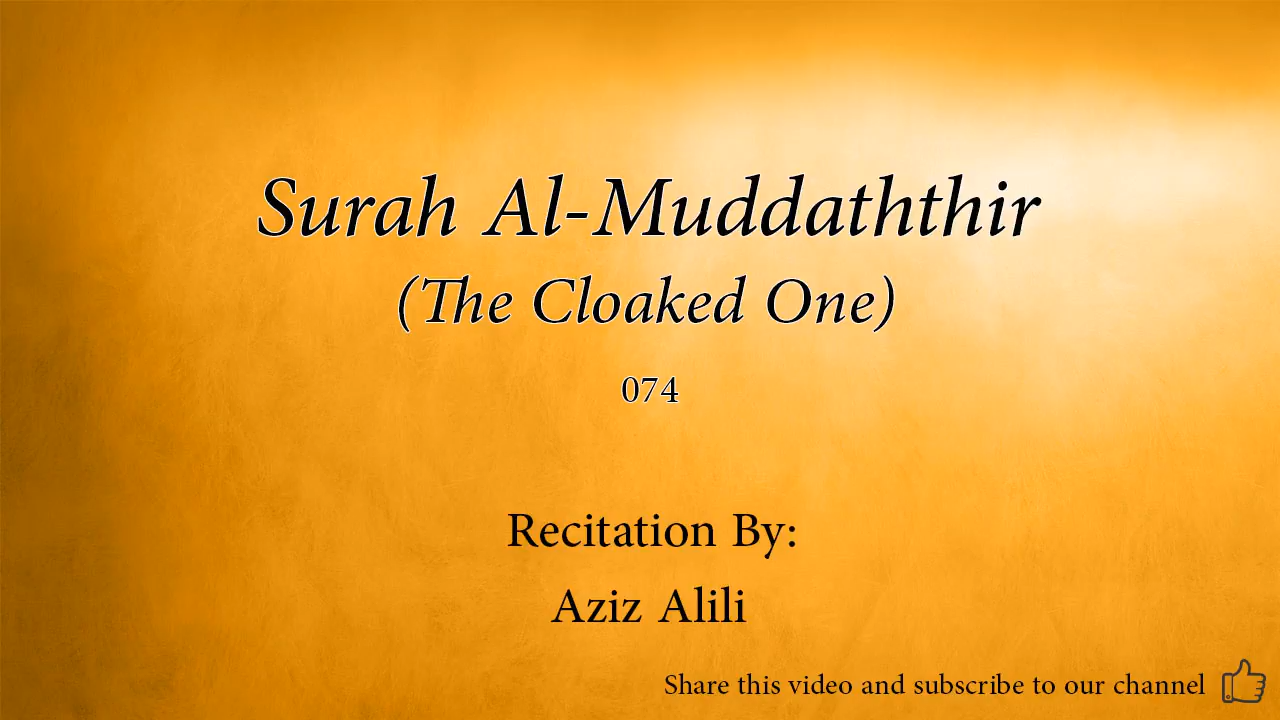 Surah Al-Muddaththir
(The Cloaked One)
074
Recitation By:
Aziz Alili
Share this video and subscribe to our channel